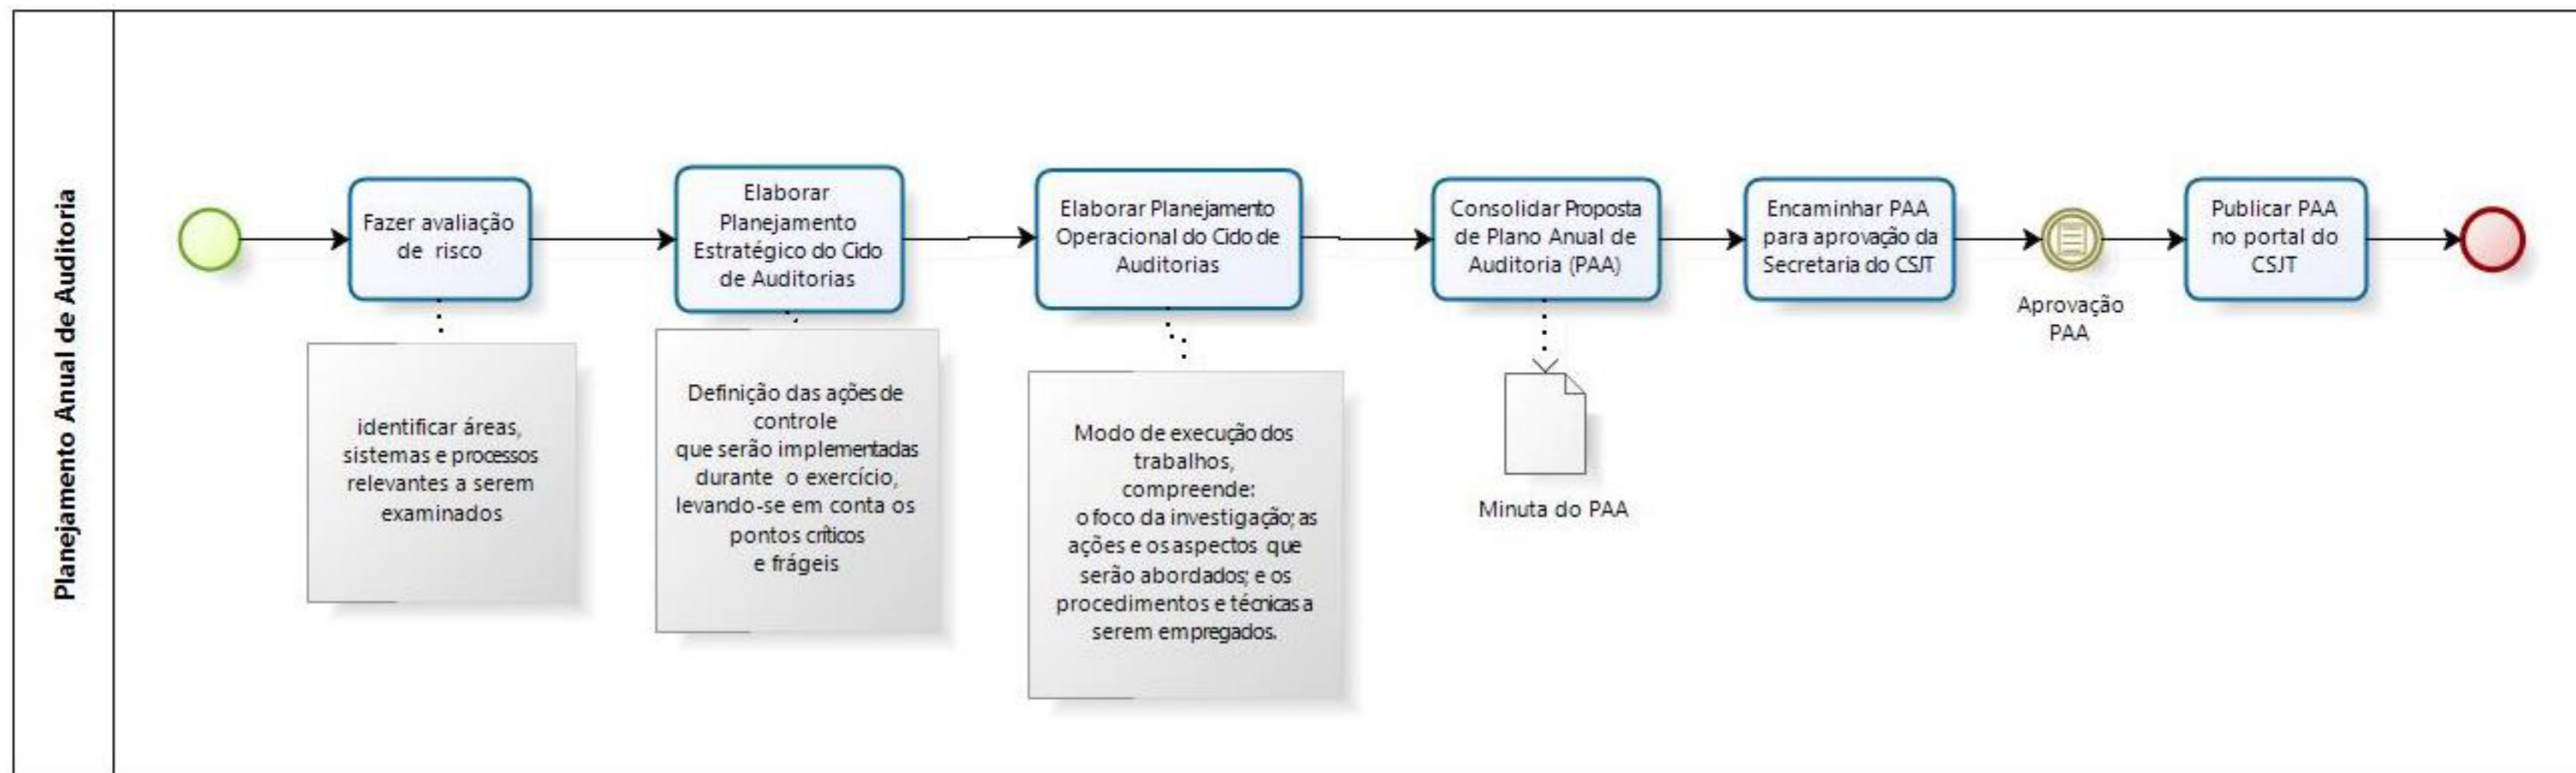 Planejamento Anual de Auditoria
Fazer avaliação
de risco
identificar áreas,
sistemas e processos
relevantes a serem
examinados
Elaborar
Planejamento
Estratégico do Ciclo
de Auditorias
Definição das ações de
controle
que serão implementadas
durante o exercício,
levando-se em conta os
pontos críticos
e frágeis
Elaborar Planejamento
Operacional do Ciclo de
Auditorias
Modo de execução dos
trabalhos,
compreende:
o foco da investigação; as
ações e os aspectos que
serão abordados; e os
procedimentos e técnicas a
serem empregados.
Consolidar Proposta
de Plano Anual de
Auditoria (PAA)
Minuta do PAA
Encaminhar PAA
para aprovação da
Secretaria do CSJT
Aprovação
PAA
Publicar PAA
no portal do
CSJT